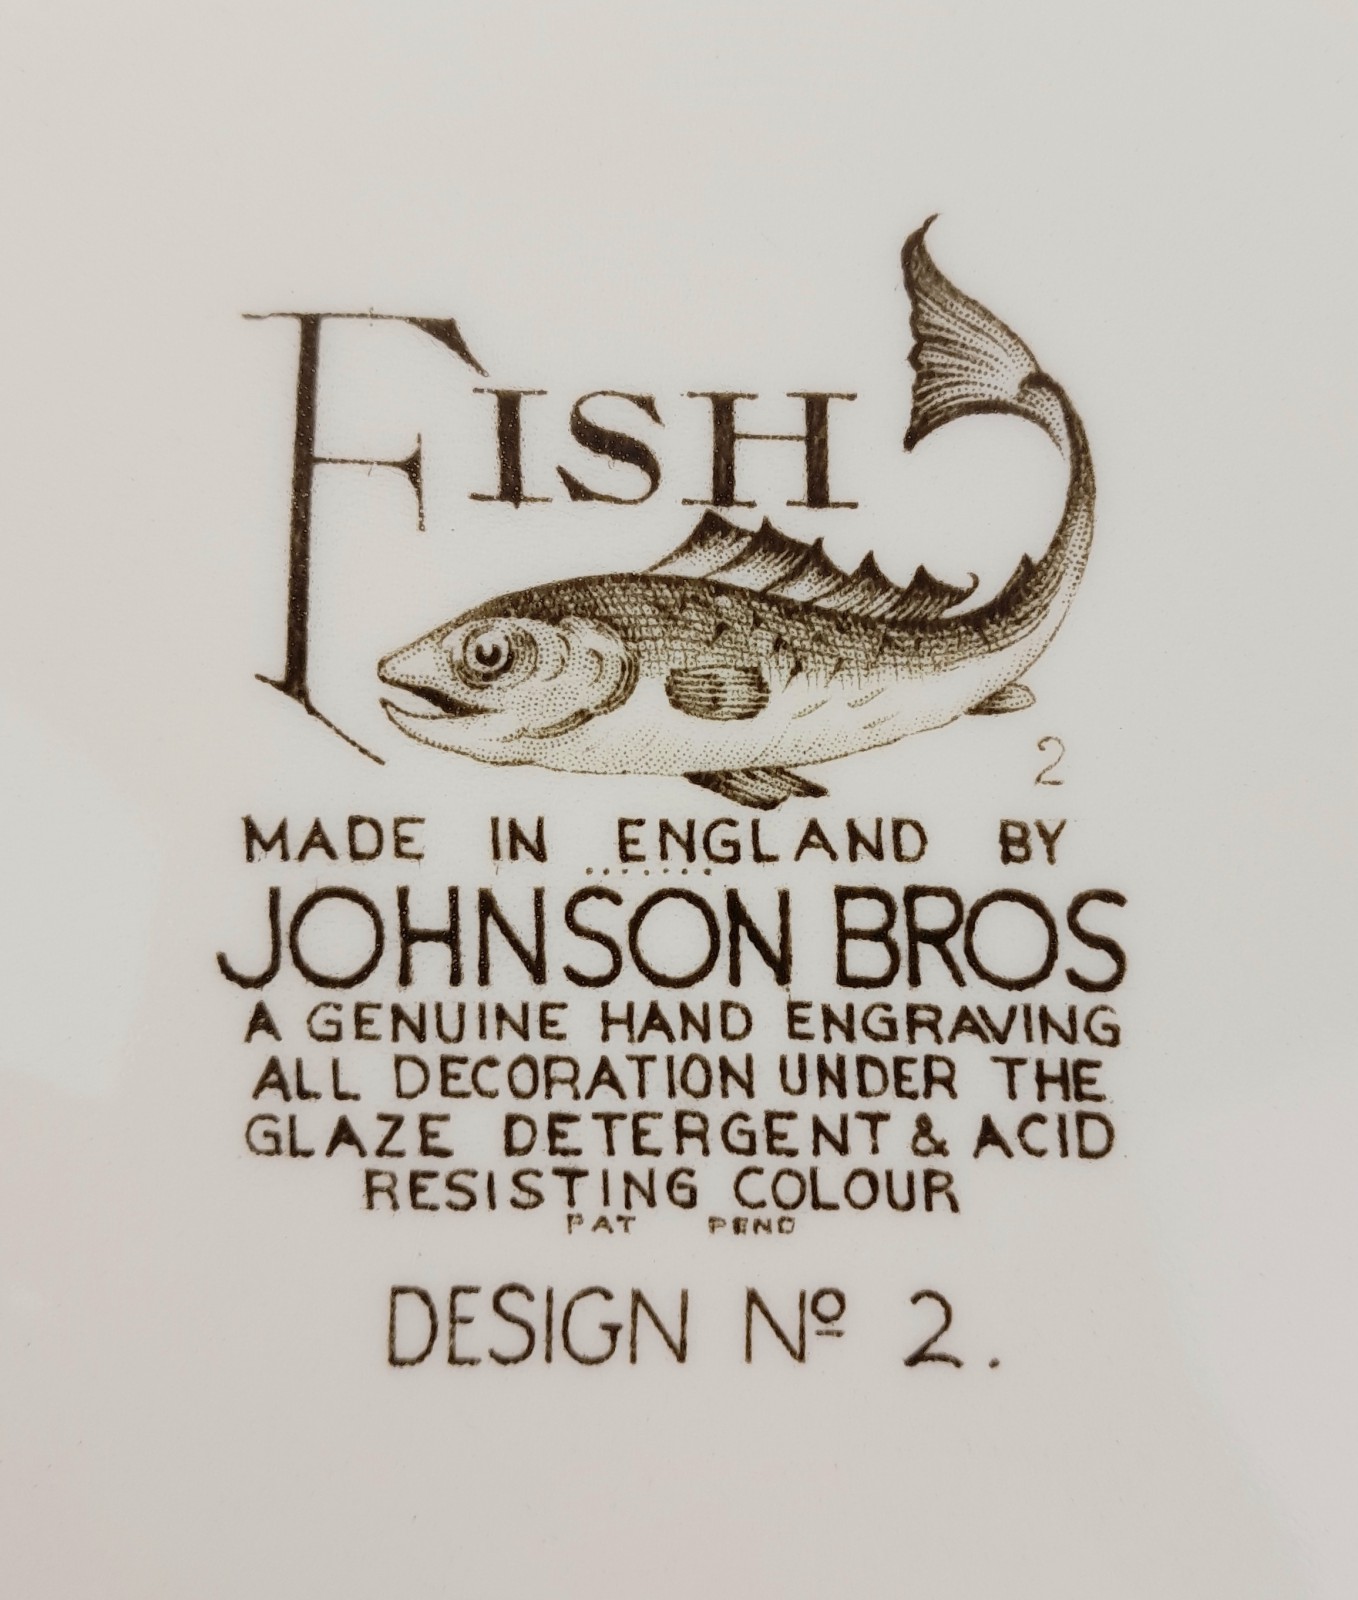 FISH
2
MADE IN ENGLAND BY
JOHNSON BROS
A GENUINE HAND ENGRAVING
ALL DECORATION UNDER THE
GLAZE DETERGENT & ACID
RESISTING COLOUR
PAT PEND
DESIGN Nº 2.